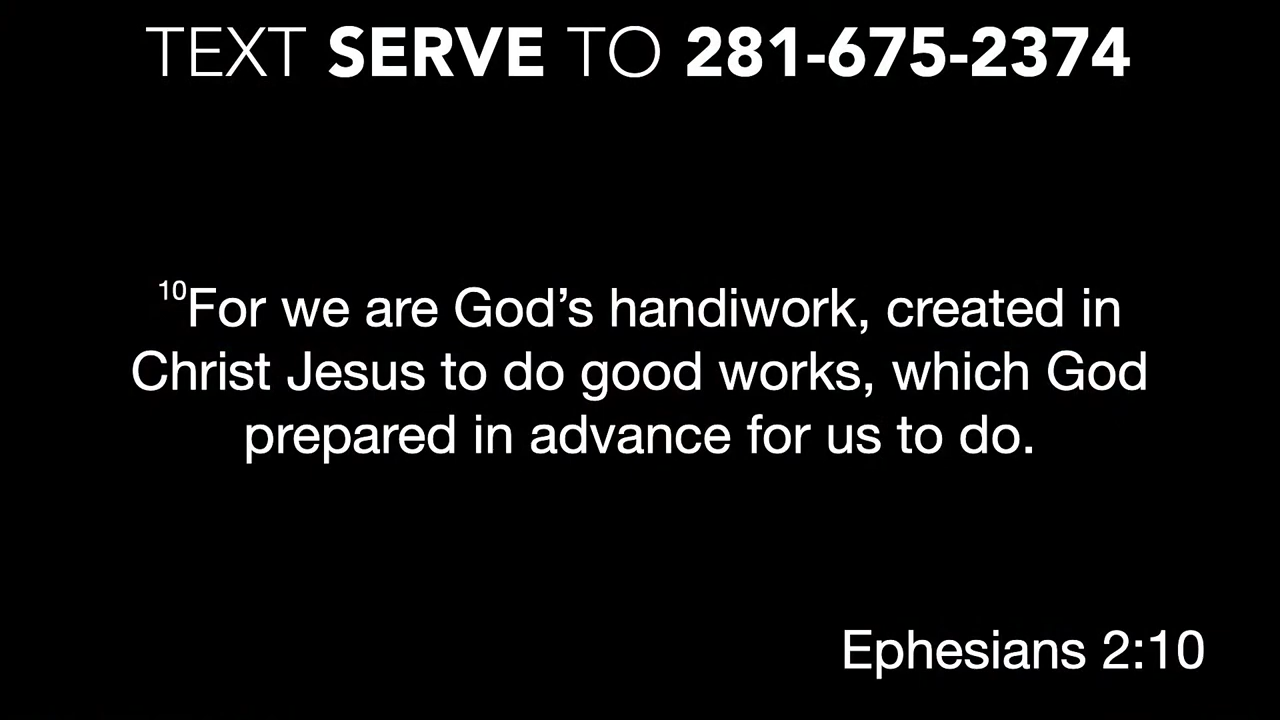 TEXT SERVE TO 281-675-2374
¹⁰For we are God’s handiwork, created in
Christ Jesus to do good works, which God
prepared in advance for us to do.
Ephesians 2:10